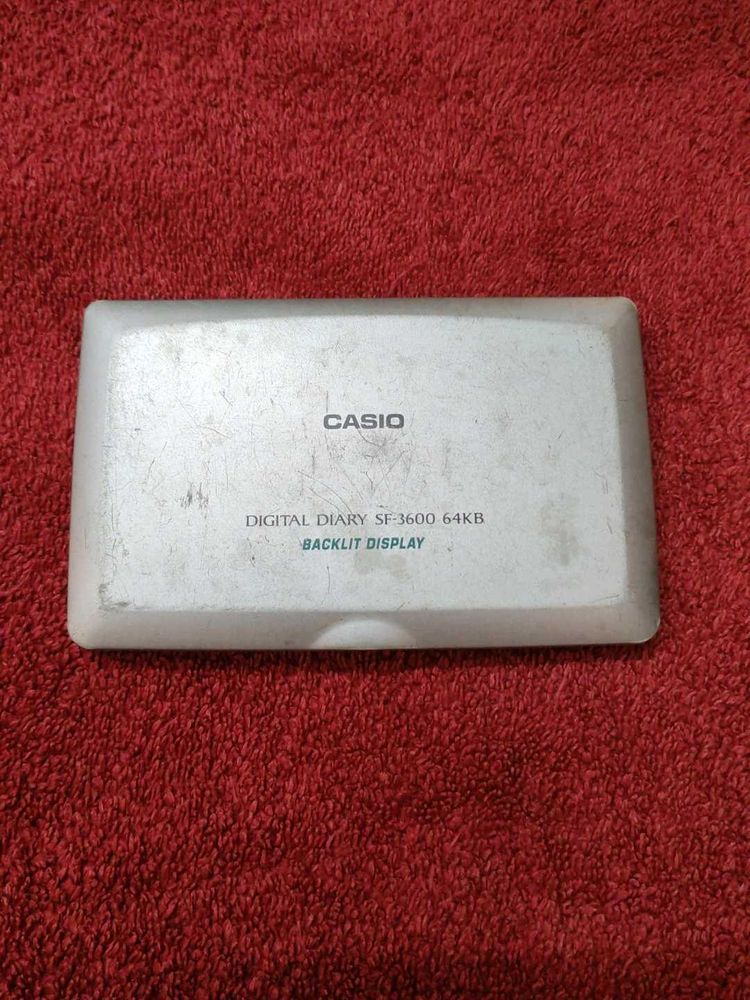 CASIO
DIGITAL DIARY SF-3600 64KB
BACKLIT DISPLAY